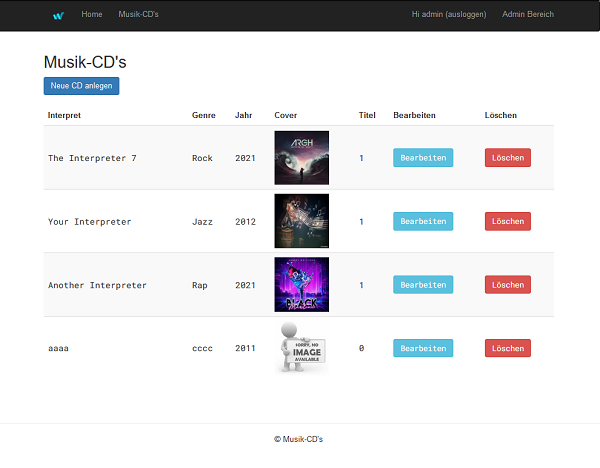 Home Musik-CD's Hi admin (ausloggen) Admin Bereich
Musik-CD's
Neue CD anlegen
Interpret Genre Jahr Cover Titel Bearbeiten Löschen
The Interpreter 7 Rock 2021 ARGH 1 Bearbeiten Löschen
Your Interpreter Jazz 2012 1 Bearbeiten Löschen
Another Interpreter Rap 2021 BLACK 1 Bearbeiten Löschen
aaaa cccc 2011 SORRY, NO IMAGE AVAILABLE 0 Bearbeiten Löschen
© Musik-CD's